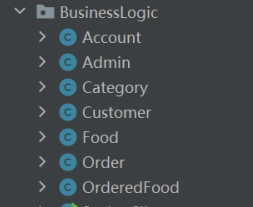 BusinessLogic
Account
Admin
Category
Customer
Food
Order
OrderedFood